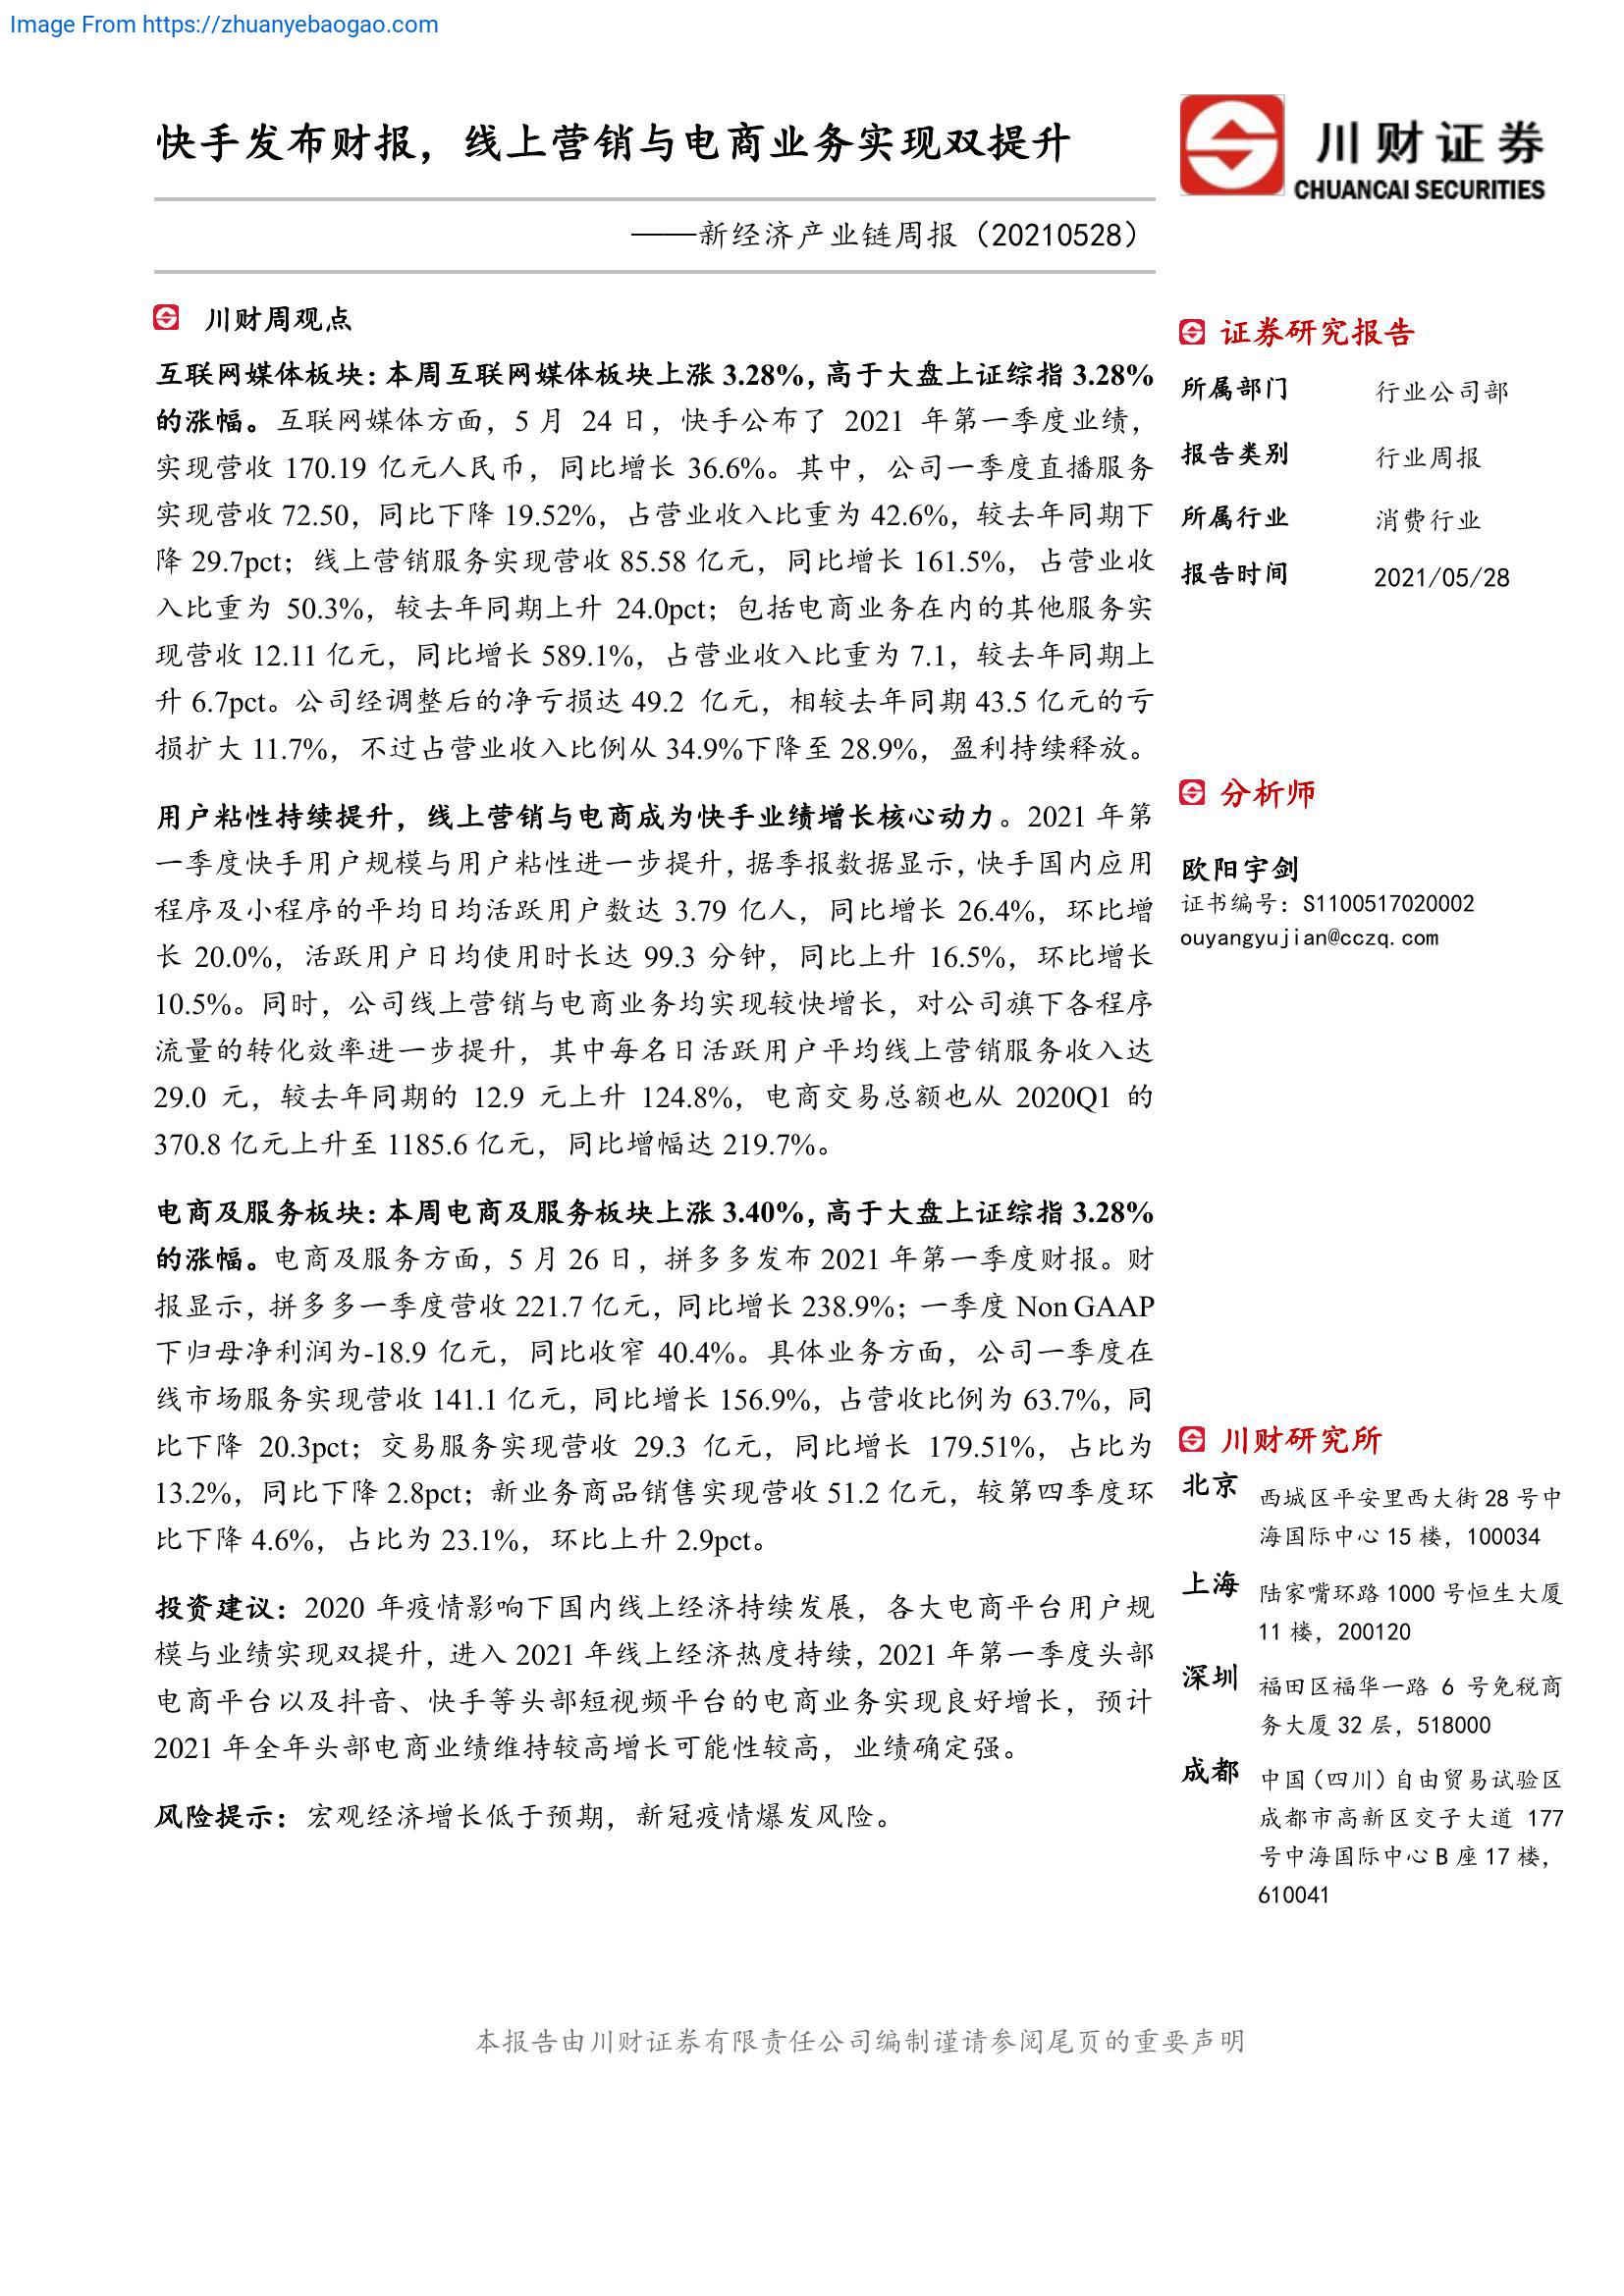 Image From https://zhuanyebaogao.com
快手发布财报，线上营销与电商业务实现双提升
——新经济产业链周报（20210528）
川财证券
CHUANCAI SECURITIES
川财周观点
互联网媒体板块：本周互联网媒体板块上涨 3.28%，高于大盘上证综指 3.28%
的涨幅。互联网媒体方面，5 月 24 日，快手公布了 2021 年第一季度业绩，
实现营收 170.19 亿元人民币，同比增长 36.6%。其中，公司一季度直播服务
实现营收 72.50，同比下降 19.52%，占营业收入比重为 42.6%，较去年同期下
降 29.7pct；线上营销服务实现营收 85.58 亿元，同比增长 161.5%，占营业收
入比重为 50.3%，较去年同期上升 24.0pct；包括电商业务在内的其他服务实
现营收 12.11 亿元，同比增长 589.1%，占营业收入比重为 7.1，较去年同期上
升 6.7pct。公司经调整后的净亏损达 49.2 亿元，相较去年同期 43.5 亿元的亏
损扩大 11.7%，不过占营业收入比例从 34.9%下降至 28.9%，盈利持续释放。
用户粘性持续提升，线上营销与电商成为快手业绩增长核心动力。2021 年第
一季度快手用户规模与用户粘性进一步提升，据季报数据显示，快手国内应用
程序及小程序的平均日均活跃用户数达 3.79 亿人，同比增长 26.4%，环比增
长 20.0%，活跃用户日均使用时长达 99.3 分钟，同比上升 16.5%，环比增长
10.5%。同时，公司线上营销与电商业务均实现较快增长，对公司旗下各程序
流量的转化效率进一步提升，其中每名日活跃用户平均线上营销服务收入达
29.0 元，较去年同期的 12.9 元上升 124.8%，电商交易总额也从 2020Q1 的
370.8 亿元上升至 1185.6 亿元，同比增幅达 219.7%。
电商及服务板块：本周电商及服务板块上涨 3.40%，高于大盘上证综指 3.28%
的涨幅。电商及服务方面，5 月 26 日，拼多多发布 2021 年第一季度财报。财
报显示，拼多多一季度营收 221.7 亿元，同比增长 238.9%；一季度 Non GAAP
下归母净利润为-18.9 亿元，同比收窄 40.4%。具体业务方面，公司一季度在
线市场服务实现营收 141.1 亿元，同比增长 156.9%，占营收比例为 63.7%，同
比下降 20.3pct；交易服务实现营收 29.3 亿元，同比增长 179.51%，占比为
13.2%，同比下降 2.8pct；新业务商品销售实现营收 51.2 亿元，较第四季度环
比下降 4.6%，占比为 23.1%，环比上升 2.9pct。
投资建议：2020 年疫情影响下国内线上经济持续发展，各大电商平台用户规
模与业绩实现双提升，进入 2021 年线上经济热度持续，2021 年第一季度头部
电商平台以及抖音、快手等头部短视频平台的电商业务实现良好增长，预计
2021 年全年头部电商业绩维持较高增长可能性较高，业绩确定强。
风险提示：宏观经济增长低于预期，新冠疫情爆发风险。
证券研究报告
所属部门 行业公司部
报告类别 行业周报
所属行业 消费行业
报告时间 2021/05/28
分析师
欧阳宇剑
证书编号：S1100517020002
ouyangyujian@cczq.com
川财研究所
北京 西城区平安里西大街 28 号中
海国际中心 15 楼，100034
上海 陆家嘴环路 1000 号恒生大厦
11 楼，200120
深圳 福田区福华一路 6 号免税商
务大厦 32 层，518000
成都 中国（四川）自由贸易试验区
成都市高新区交子大道 177
号中海国际中心 B 座 17 楼，
610041
本报告由川财证券有限责任公司编制谨请参阅尾页的重要声明